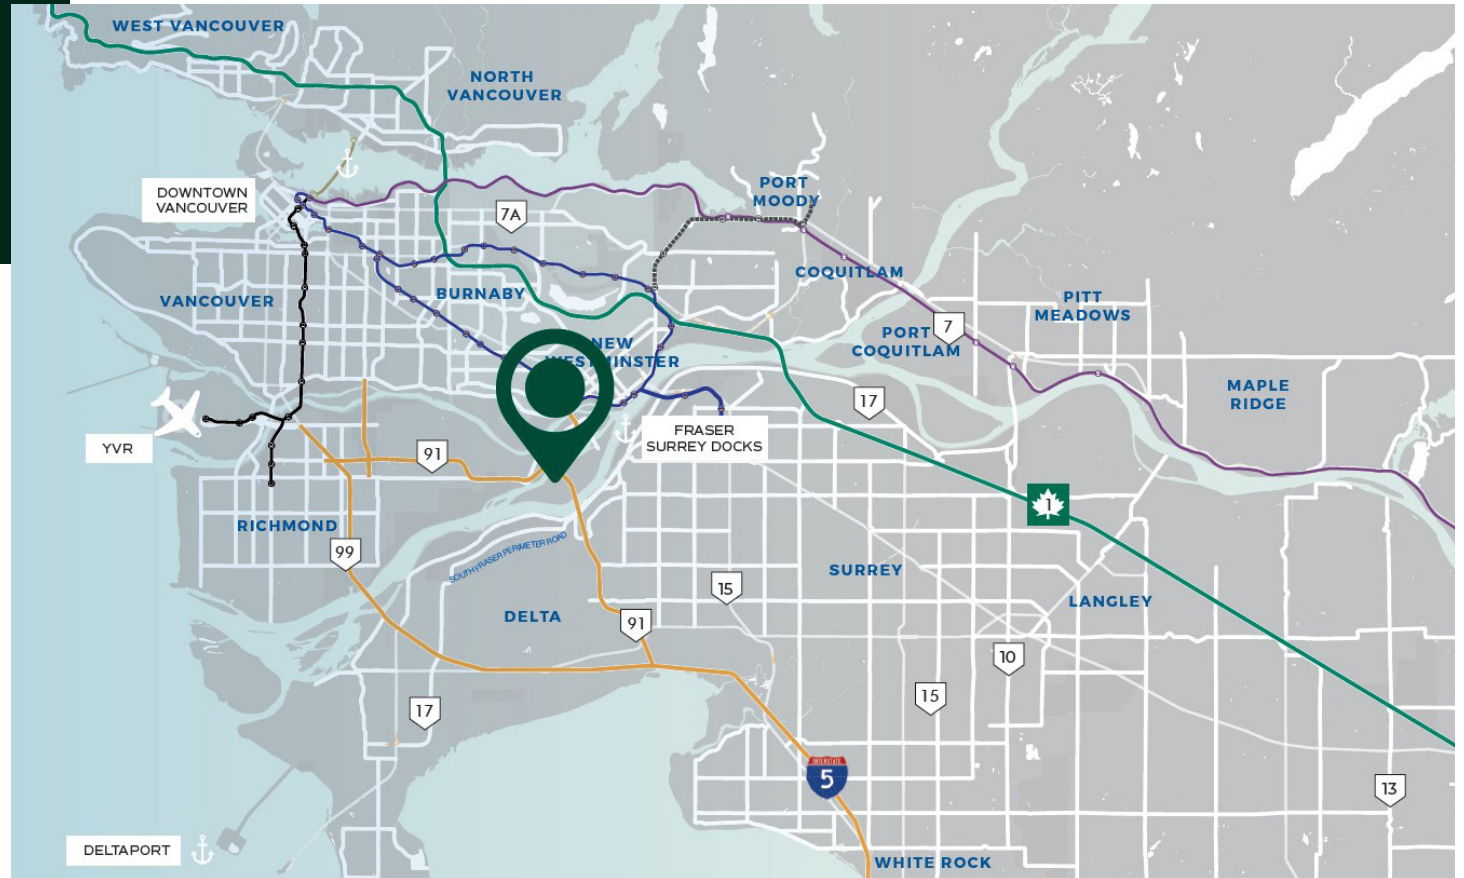 WEST VANCOUVER
NORTH
VANCOUVER
DOWNTOWN
VANCOUVER
7A
PORT
MOODY
COQUITLAM
VANCOUVER
BURNABY
PITT
MEADOWS
7
PORT
COQUITLAM
NEW
WESTMINSTER
MAPLE
RIDGE
17
FRASER
SURREY DOCKS
YVR
91
1
RICHMOND
99
SOUTH FRASER PERIMETER ROAD
SURREY
15
LANGLEY
DELTA
91
10
15
17
INTERSTATE
5
13
DELTAPORT
WHITE ROCK